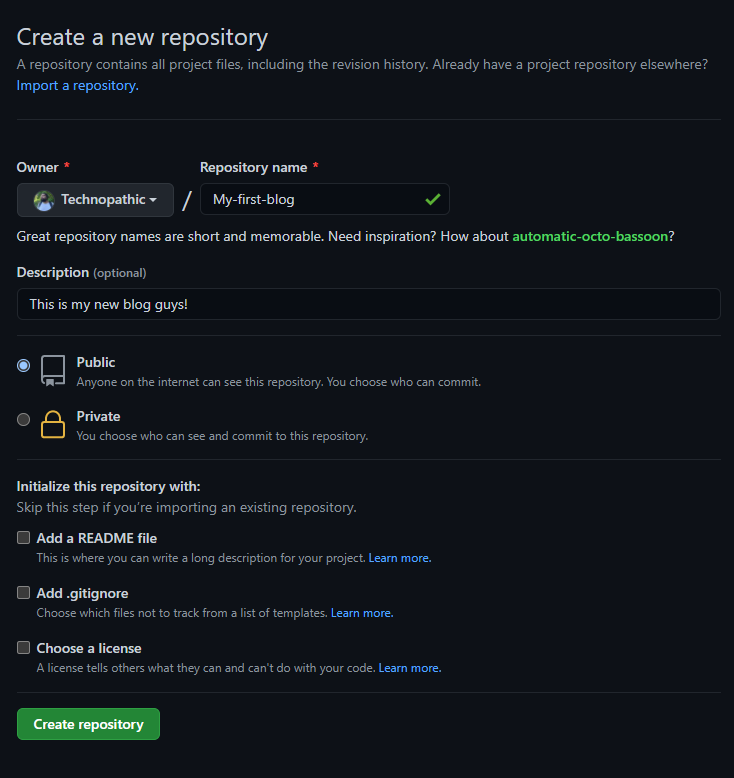 Create a new repository
A repository contains all project files, including the revision history. Already have a project repository elsewhere?
Import a repository.
Owner * Repository name *
Technopathic / My-first-blog
Great repository names are short and memorable. Need inspiration? How about automatic-octo-bassoon?
Description (optional)
This is my new blog guys!
Public
Anyone on the internet can see this repository. You choose who can commit.
Private
You choose who can see and commit to this repository.
Initialize this repository with:
Skip this step if you’re importing an existing repository.
Add a README file
This is where you can write a long description for your project. Learn more.
Add .gitignore
Choose which files not to track from a list of templates. Learn more.
Choose a license
A license tells others what they can and can't do with your code. Learn more.
Create repository